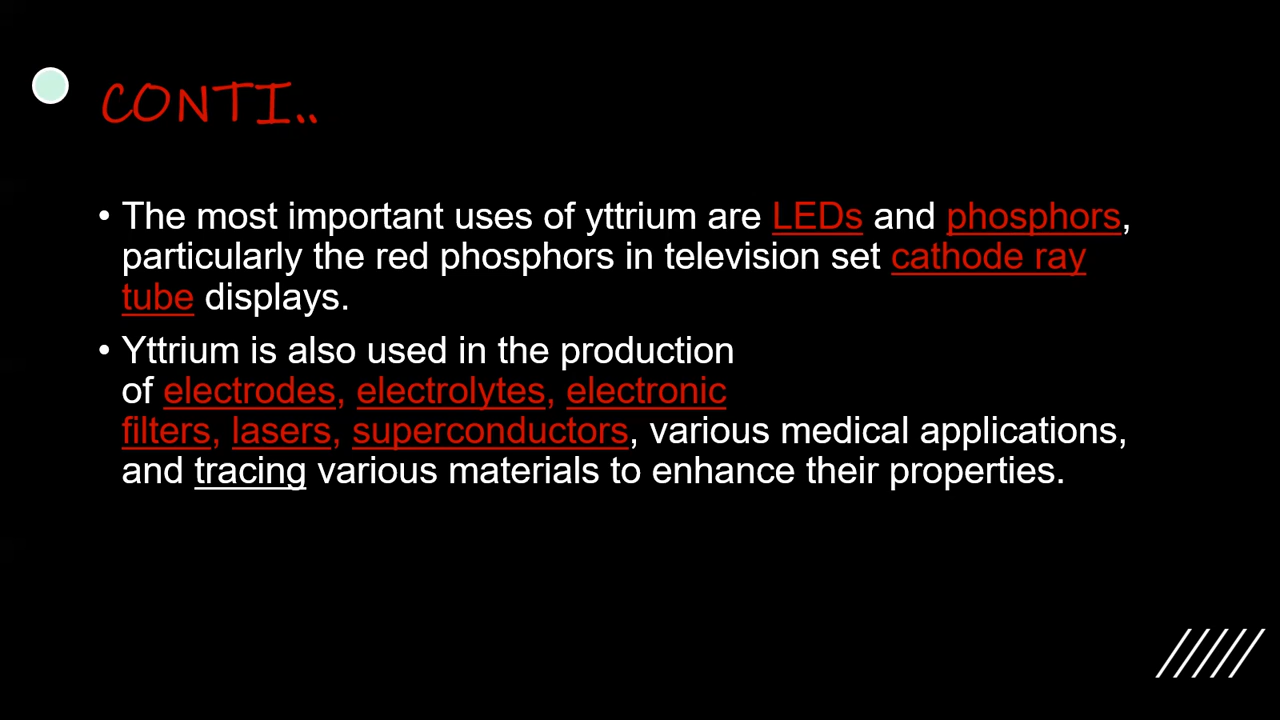 CONTI..
• The most important uses of yttrium are LEDs and phosphors,
particularly the red phosphors in television set cathode ray
tube displays.
• Yttrium is also used in the production
of electrodes, electrolytes, electronic
filters, lasers, superconductors, various medical applications,
and tracing various materials to enhance their properties.